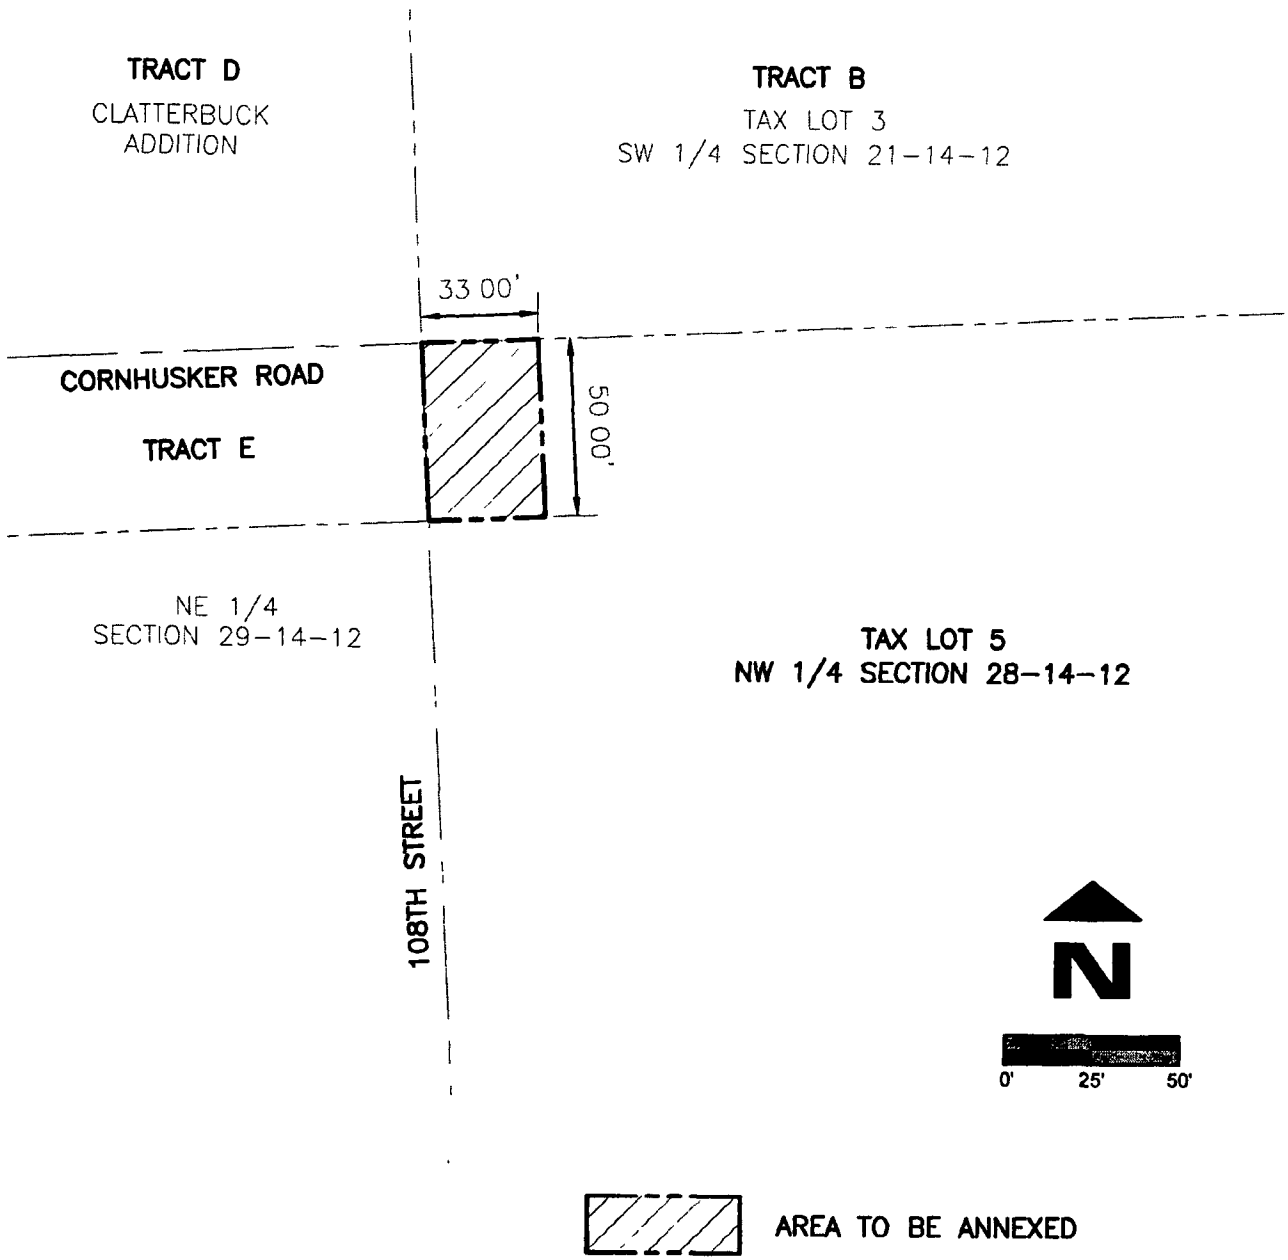 TRACT D
CLATTERBUCK
ADDITION
TRACT B
TAX LOT 3
SW 1/4 SECTION 21-14-12
33 00'
CORNHUSKER ROAD
TRACT E
50 00'
NE 1/4
SECTION 29-14-12
TAX LOT 5
NW 1/4 SECTION 28-14-12
108TH STREET
N
0' 25' 50'
AREA TO BE ANNEXED